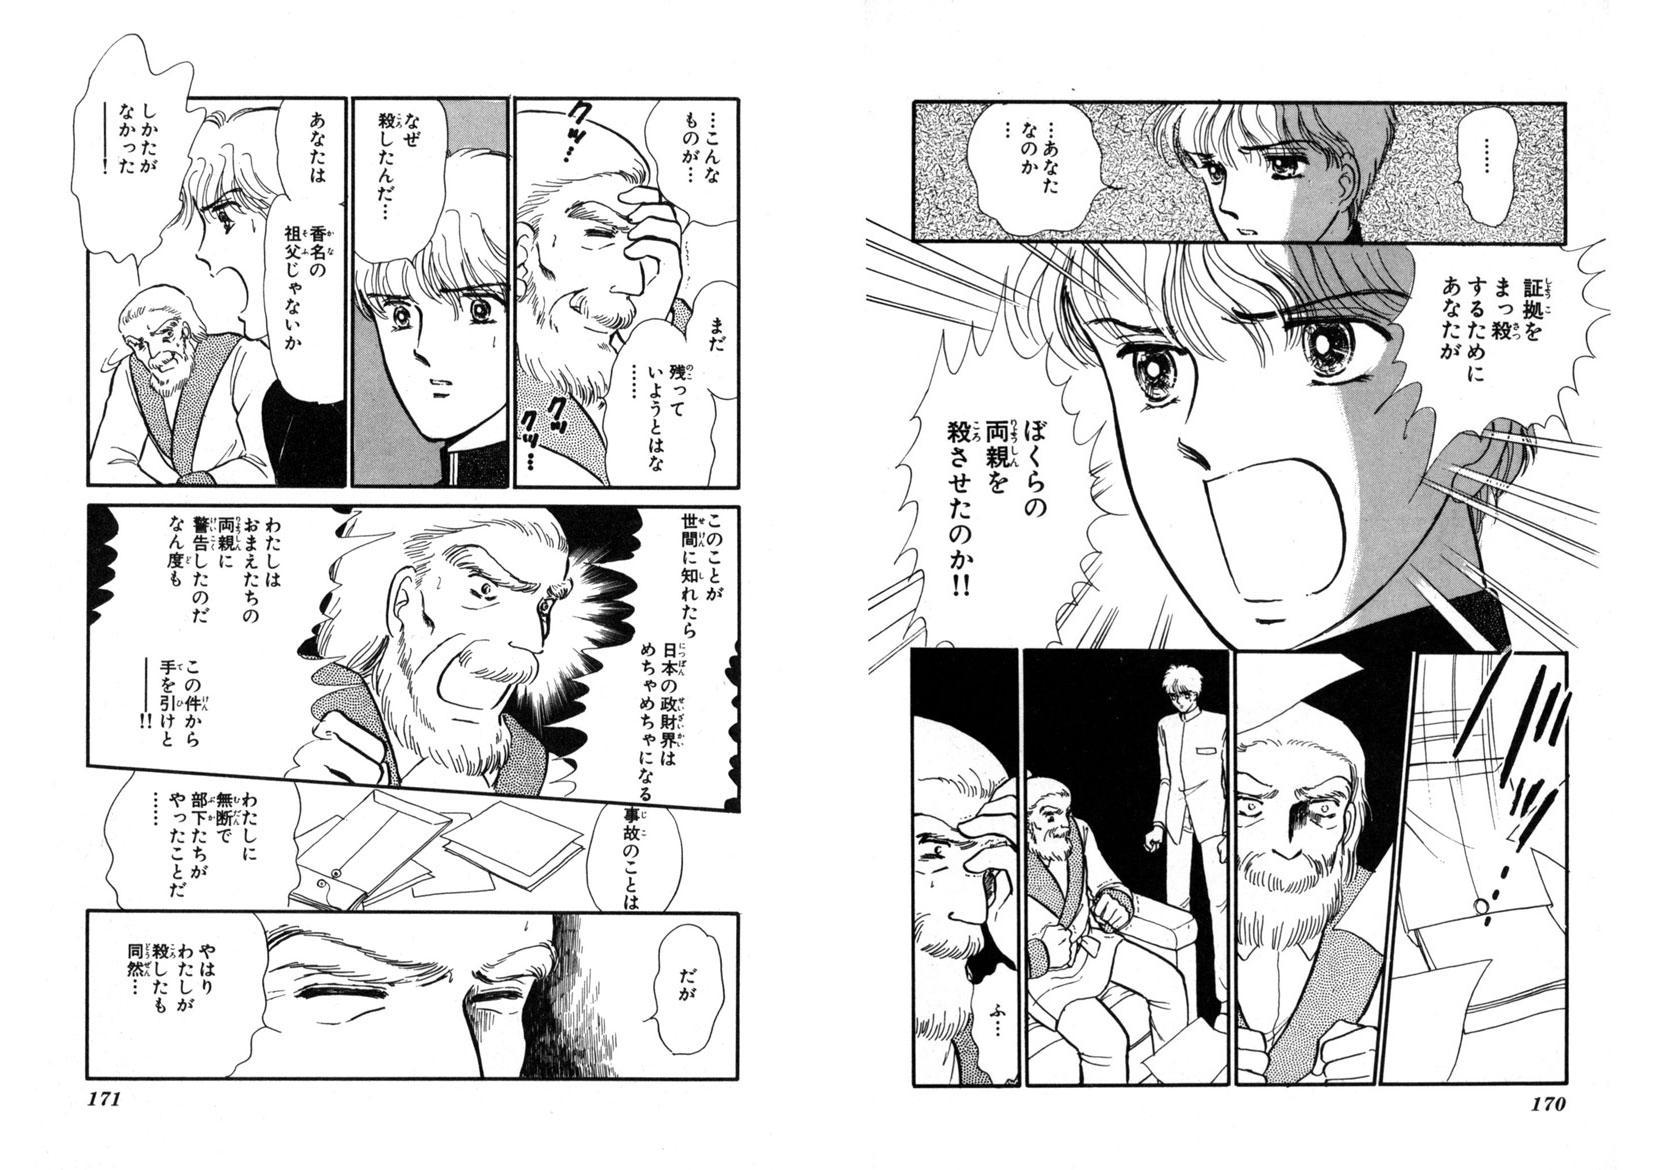 ……
…あなた
なのか
…
証拠を
まっ殺
するために
あなたが
ぼくらの
両親を
殺させたのか!!
ふ…
170
…こんな
ものが…
クッ…
まだ
残って
いようとはな
……
クッ
クッ…
なぜ
殺したんだ…
あなたは
香名の
祖父じゃないか
しかたが
なかった
――!
このことが
世間に知れたら
日本の政財界は
めちゃめちゃになる
わたしは
おまえたちの
両親に
警告したのだ
なん度も
この件から
手を引けと
――!!
事故のことは
わたしに
無断で
部下たちが
やったことだ
……
だが
やはり
わたしが
殺したも
同然…
171